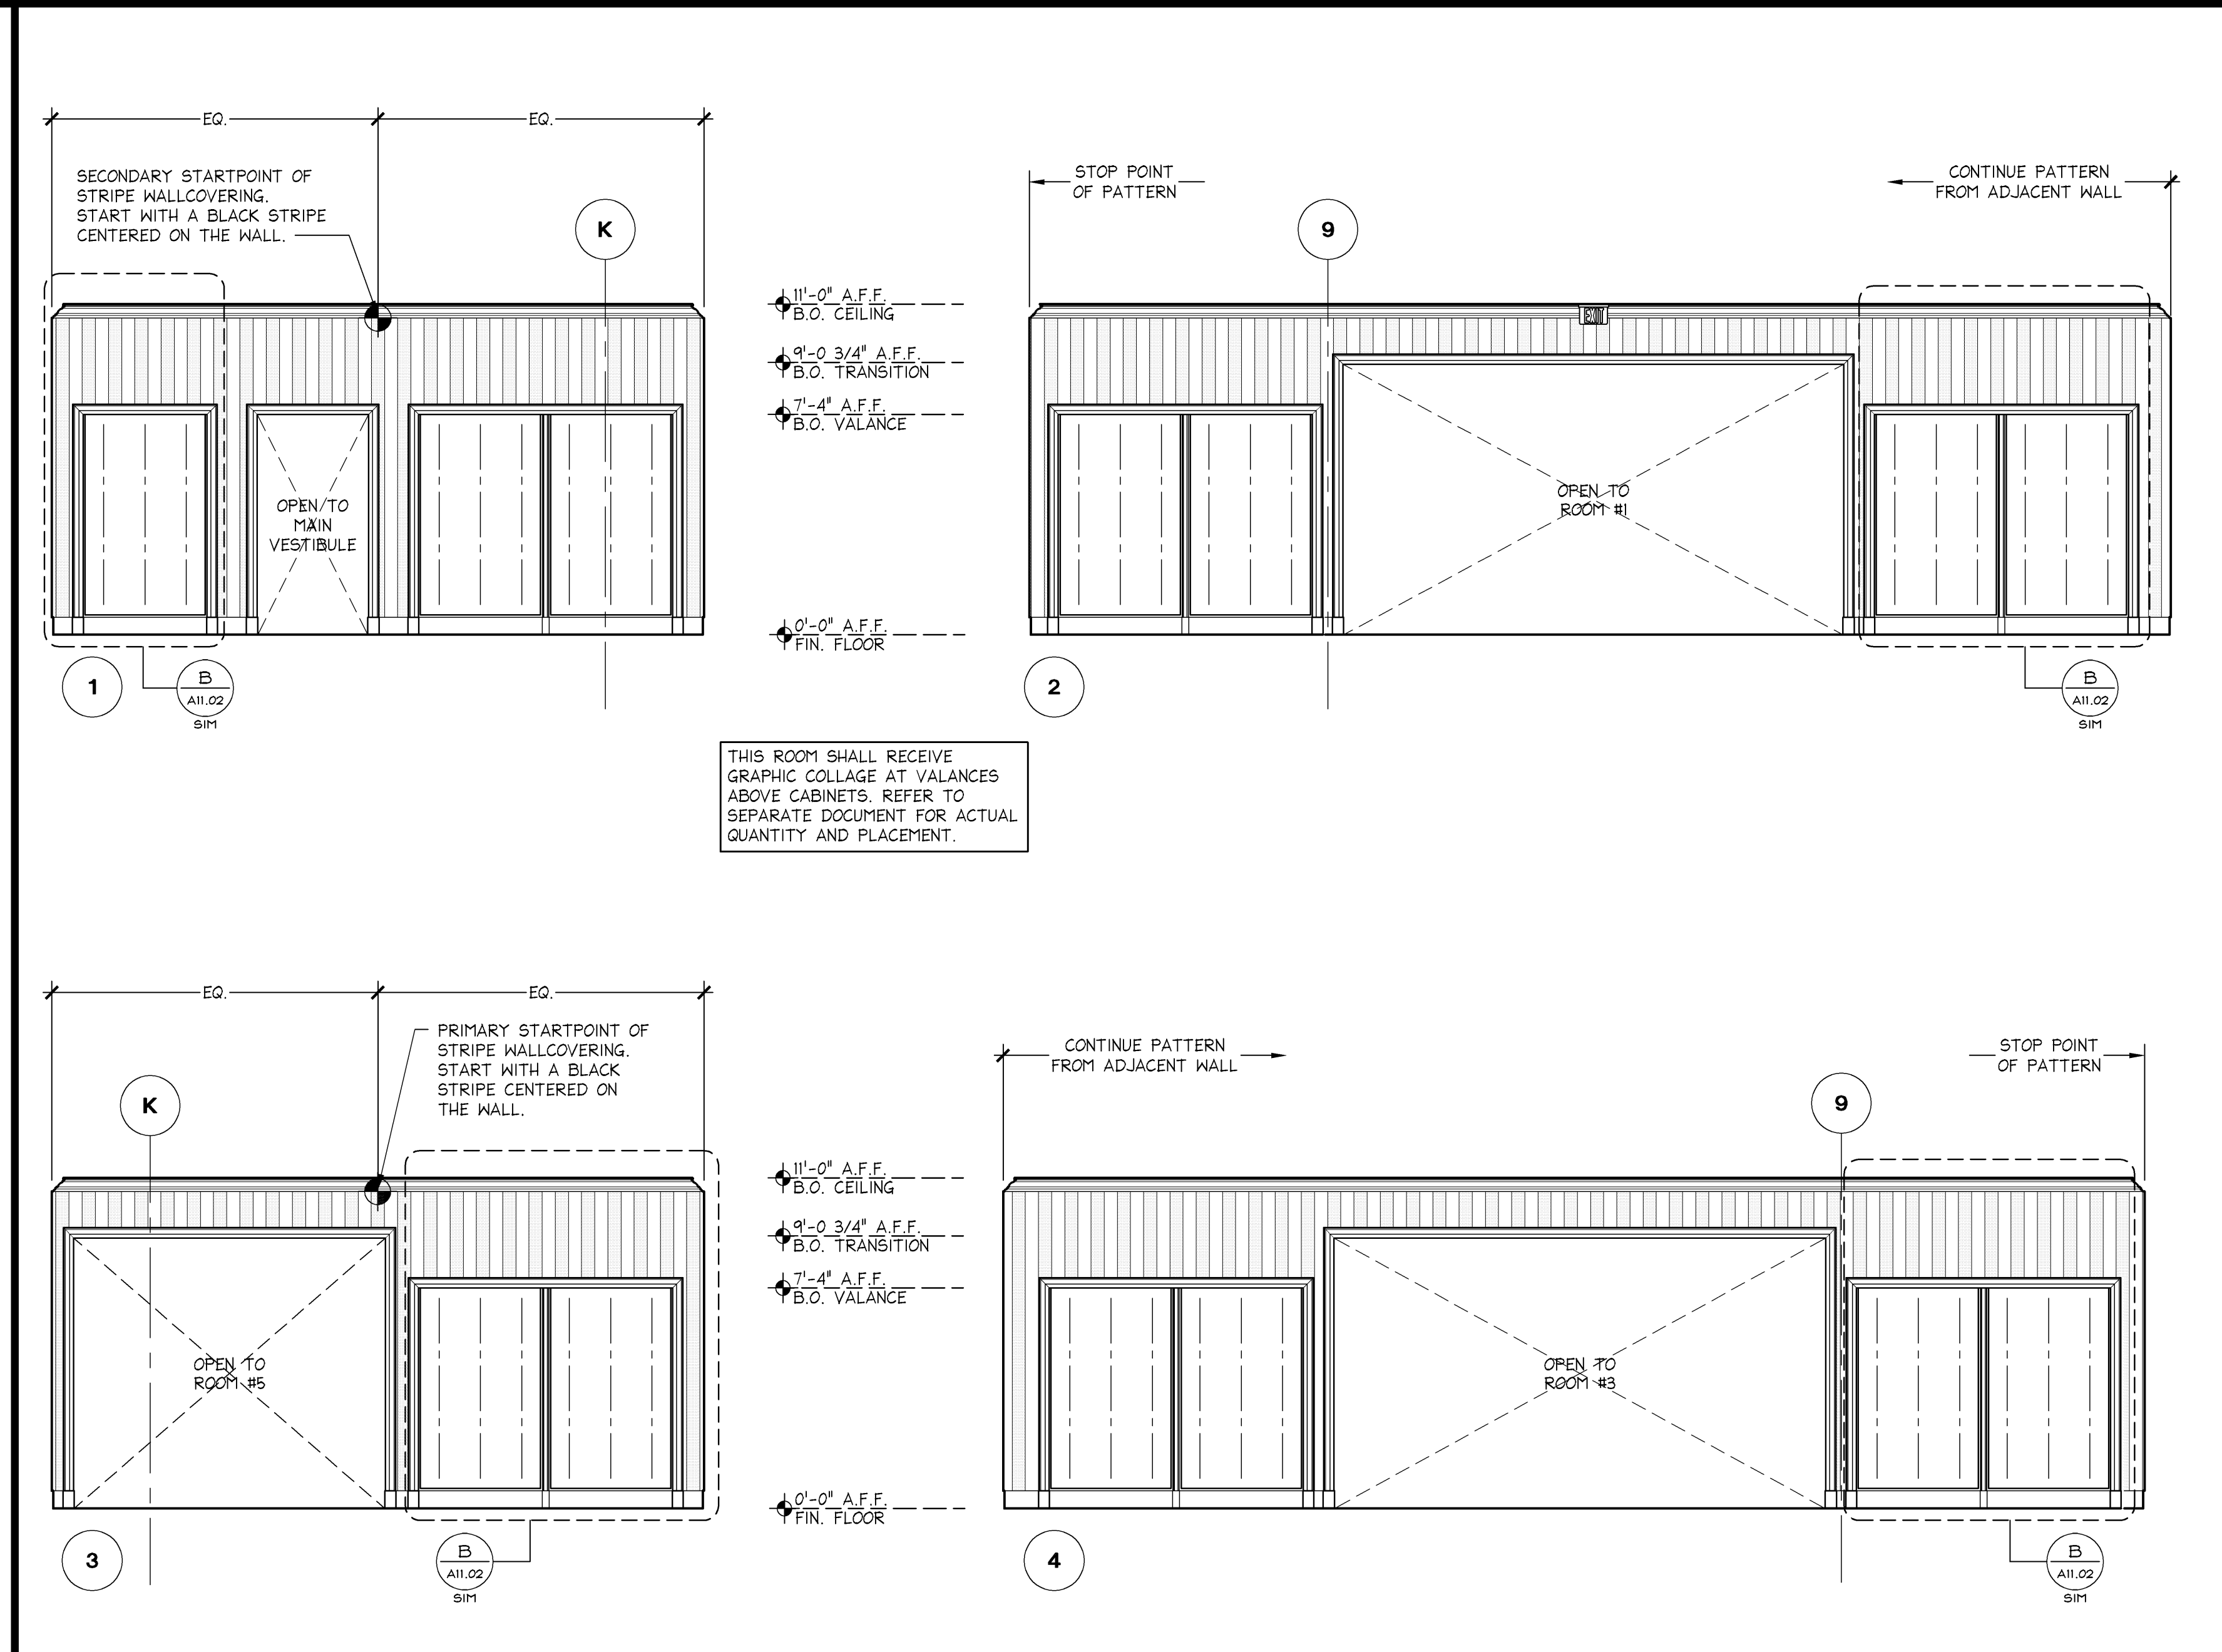 EQ.
EQ.
SECONDARY STARTPOINT OF
STRIPE WALLCOVERING.
START WITH A BLACK STRIPE
CENTERED ON THE WALL.
K
OPEN TO
MAIN
VESTIBULE
1
B
A11.02
SIM
11'-0" A.F.F.
B.O. CEILING
9'-0 3/4" A.F.F.
B.O. TRANSITION
7'-4" A.F.F.
B.O. VALANCE
0'-0" A.F.F.
FIN. FLOOR
STOP POINT
OF PATTERN
9
CONTINUE PATTERN
FROM ADJACENT WALL
EXIT
OPEN TO
ROOM #1
2
B
A11.02
SIM
THIS ROOM SHALL RECEIVE
GRAPHIC COLLAGE AT VALANCES
ABOVE CABINETS. REFER TO
SEPARATE DOCUMENT FOR ACTUAL
QUANTITY AND PLACEMENT.
EQ.
EQ.
K
PRIMARY STARTPOINT OF
STRIPE WALLCOVERING.
START WITH A BLACK
STRIPE CENTERED ON
THE WALL.
OPEN TO
ROOM #5
3
B
A11.02
SIM
11'-0" A.F.F.
B.O. CEILING
9'-0 3/4" A.F.F.
B.O. TRANSITION
7'-4" A.F.F.
B.O. VALANCE
0'-0" A.F.F.
FIN. FLOOR
CONTINUE PATTERN
FROM ADJACENT WALL
STOP POINT
OF PATTERN
9
OPEN TO
ROOM #3
4
B
A11.02
SIM